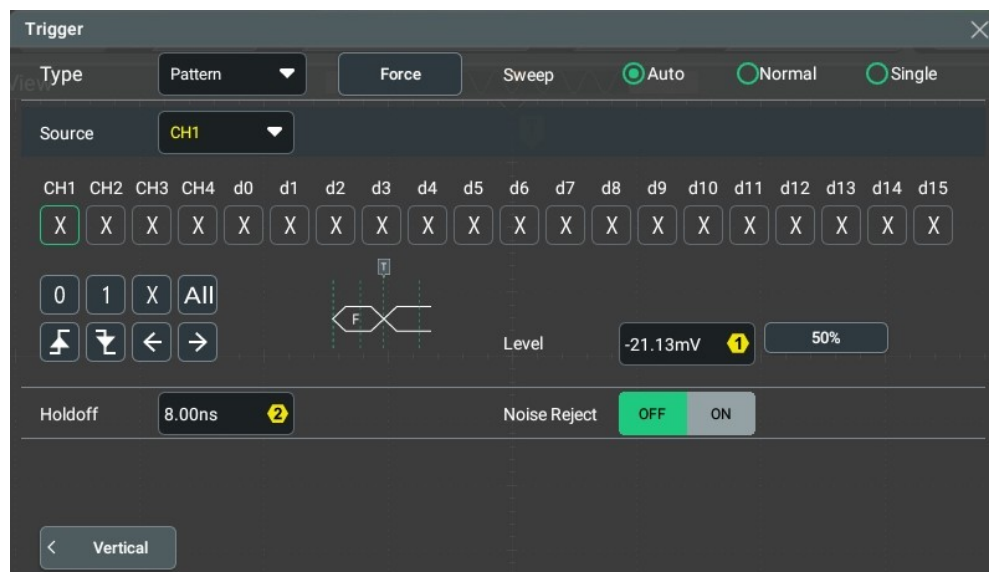 Trigger
View
Type Pattern Force Sweep Auto Normal Single
Source CH1
CH1 CH2 CH3 CH4 d0 d1 d2 d3 d4 d5 d6 d7 d8 d9 d10 d11 d12 d13 d14 d15
X X X X X X X X X X X X X X X X X X X X
T
0 1 X All
F
Level -21.13mV 1 50%
Holdoff 8.00ns 2 Noise Reject OFF ON
Vertical